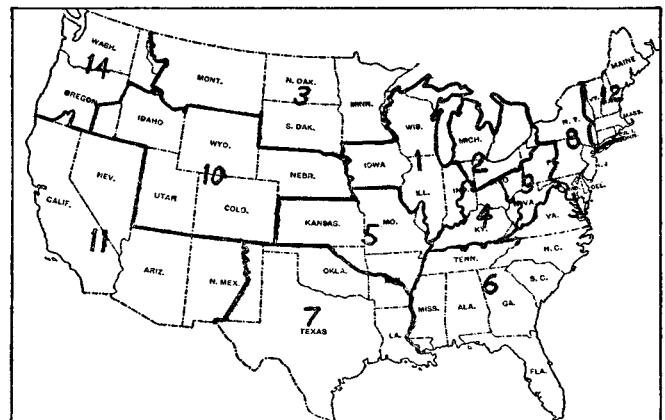 WASH.
14
MONT.
N. DAK.
3
MINN.
MAINE
VT.
12
OREGON
IDAHO
S. DAK.
WIS.
MICH.
N. Y.
MASS.
8
WYO.
10
IOWA
1
2
NEV.
NEBR.
ILL.
9
N.J.
DEL.
UTAH
COLO.
W.VA.
CALIF.
KANSAS.
MO.
5
4
KY.
VA.
11
N.C.
TENN.
ARIZ.
N. MEX.
OKLA.
6
S.C.
7
TEXAS
MISS.
ALA.
GA.
LA.
FLA.